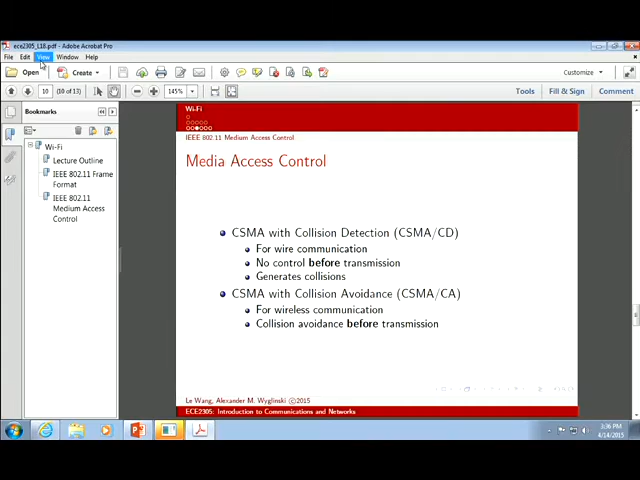 ece2305_L18.pdf - Adobe Acrobat Pro
File Edit View Window Help
Open Create Customize
10 (10 of 13) 145% Tools Fill & Sign Comment
Bookmarks
Wi-Fi
Lecture Outline
IEEE 802.11 Frame
Format
IEEE 802.11
Medium Access
Control
Wi-Fi
IEEE 802.11 Medium Access Control
Media Access Control
CSMA with Collision Detection (CSMA/CD)
For wire communication
No control before transmission
Generates collisions
CSMA with Collision Avoidance (CSMA/CA)
For wireless communication
Collision avoidance before transmission
Le Wang, Alexander M. Wyglinski ©2015
ECE2305: Introduction to Communications and Networks
3:36 PM
4/14/2015